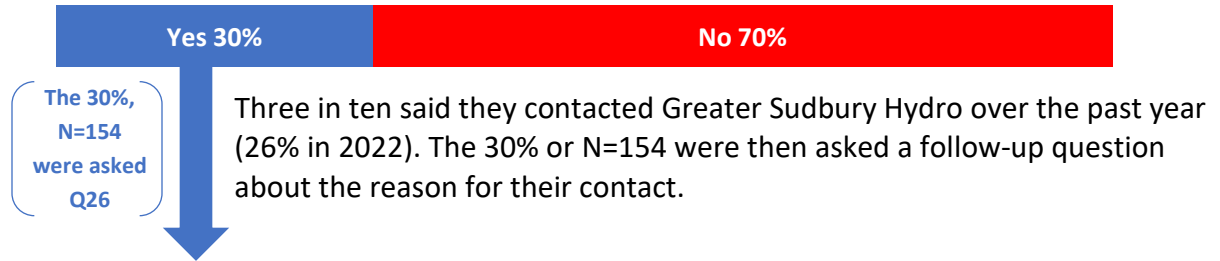 Yes 30%
No 70%
The 30%,
N=154
were asked
Q26
Three in ten said they contacted Greater Sudbury Hydro over the past year
(26% in 2022). The 30% or N=154 were then asked a follow-up question
about the reason for their contact.